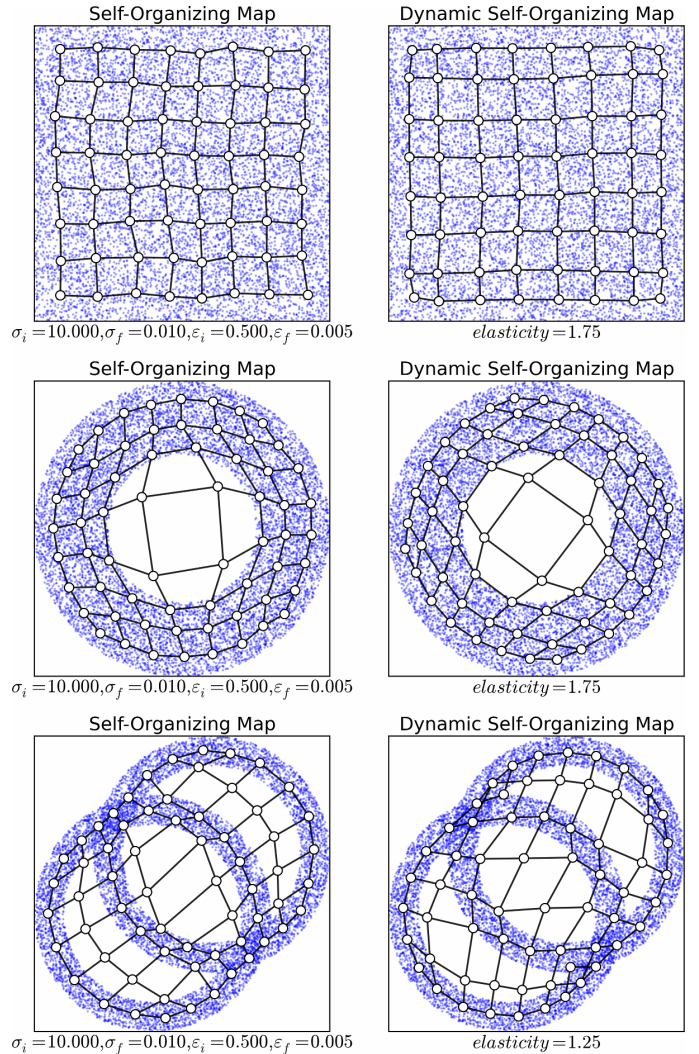 Self-Organizing Map
Dynamic Self-Organizing Map
σi =10.000,σf =0.010,εi =0.500,εf =0.005
elasticity=1.75
Self-Organizing Map
Dynamic Self-Organizing Map
σi =10.000,σf =0.010,εi =0.500,εf =0.005
elasticity=1.75
Self-Organizing Map
Dynamic Self-Organizing Map
σi =10.000,σf =0.010,εi =0.500,εf =0.005
elasticity=1.25